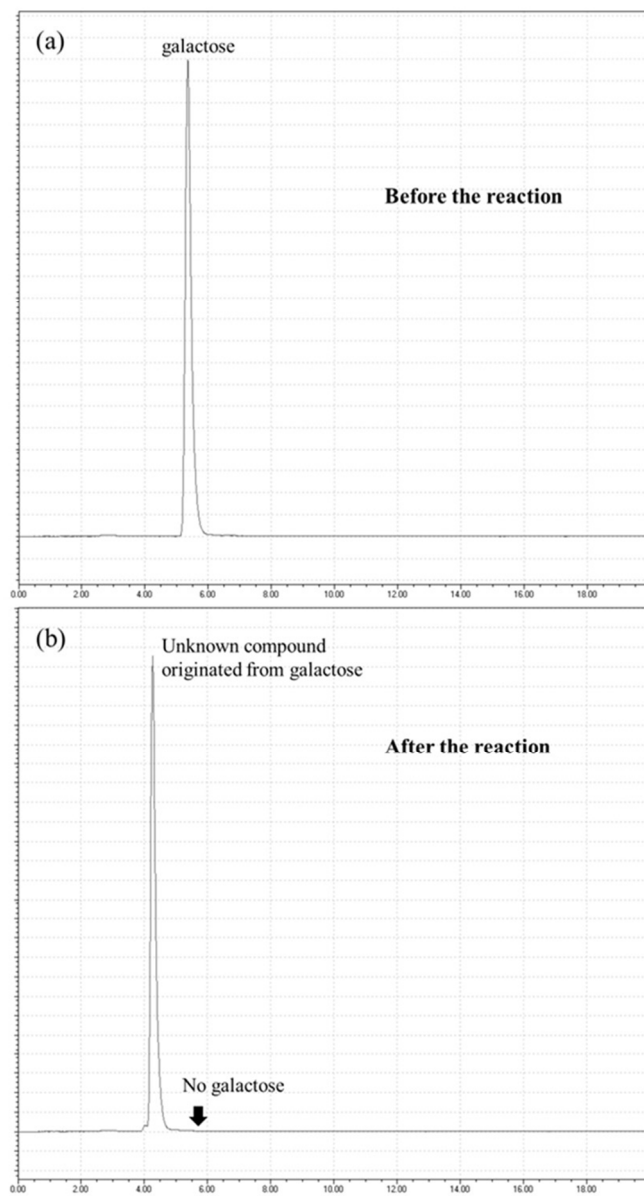 (a)
galactose
Before the reaction
0.00 2.00 4.00 6.00 8.00 10.00 12.00 14.00 16.00 18.00
(b)
Unknown compound
originated from galactose
After the reaction
No galactose
0.00 2.00 4.00 6.00 8.00 10.00 12.00 14.00 16.00 18.00